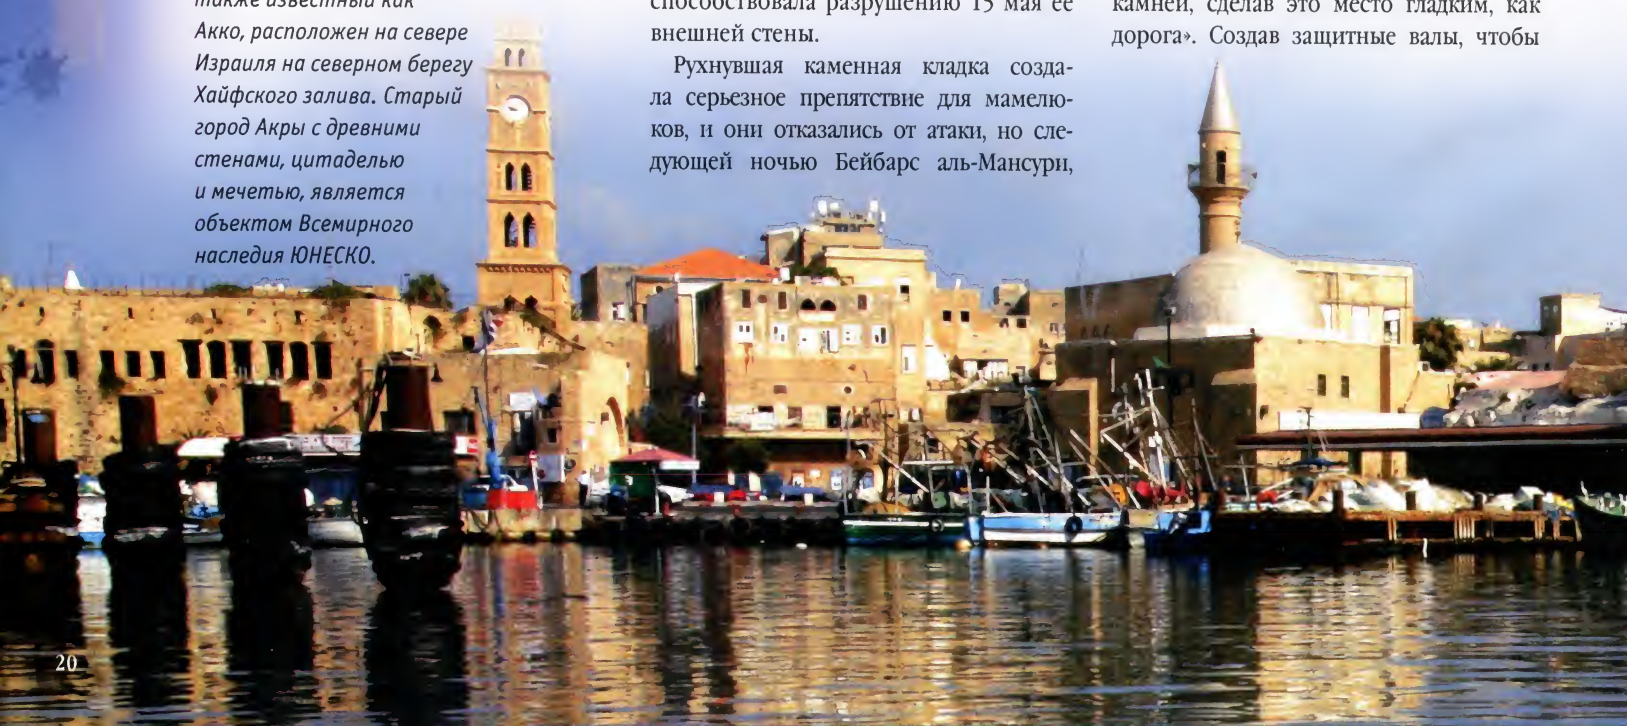 также известный как
Акко, расположен на севере
Израиля на северном берегу
Хайфского залива. Старый
город Акры с древними
стенами, цитаделью
и мечетью, является
объектом Всемирного
наследия ЮНЕСКО.
способствовала разрушению 15 мая ее
внешней стены.
Рухнувшая каменная кладка созда-
ла серьезное препятствие для мамелю-
ков, и они отказались от атаки, но сле-
дующей ночью Бейбарс аль-Мансури,
камней, сделав это место гладким, как
дорога». Создав защитные валы, чтобы
20